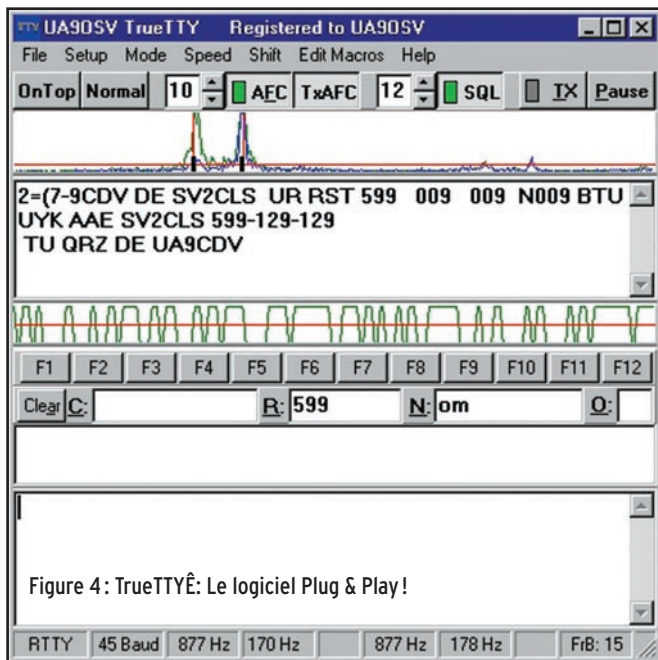 TTY UA9OSV TrueTTY Registered to UA9OSV
File Setup Mode Speed Shift Edit Macros Help
OnTop Normal 10 AFC TxAFC 12 SQL TX Pause
2=(7-9CDV DE SV2CLS UR RST 599 009 009 N009 BTU
UYK AAE SV2CLS 599-129-129
TU QRZ DE UA9CDV
F1 F2 F3 F4 F5 F6 F7 F8 F9 F10 F11 F12
Clear C: R: 599 N: om O:
Figure 4 : TrueTTYÊ: Le logiciel Plug & Play !
RTTY 45 Baud 877 Hz 170 Hz 877 Hz 178 Hz FrB: 15